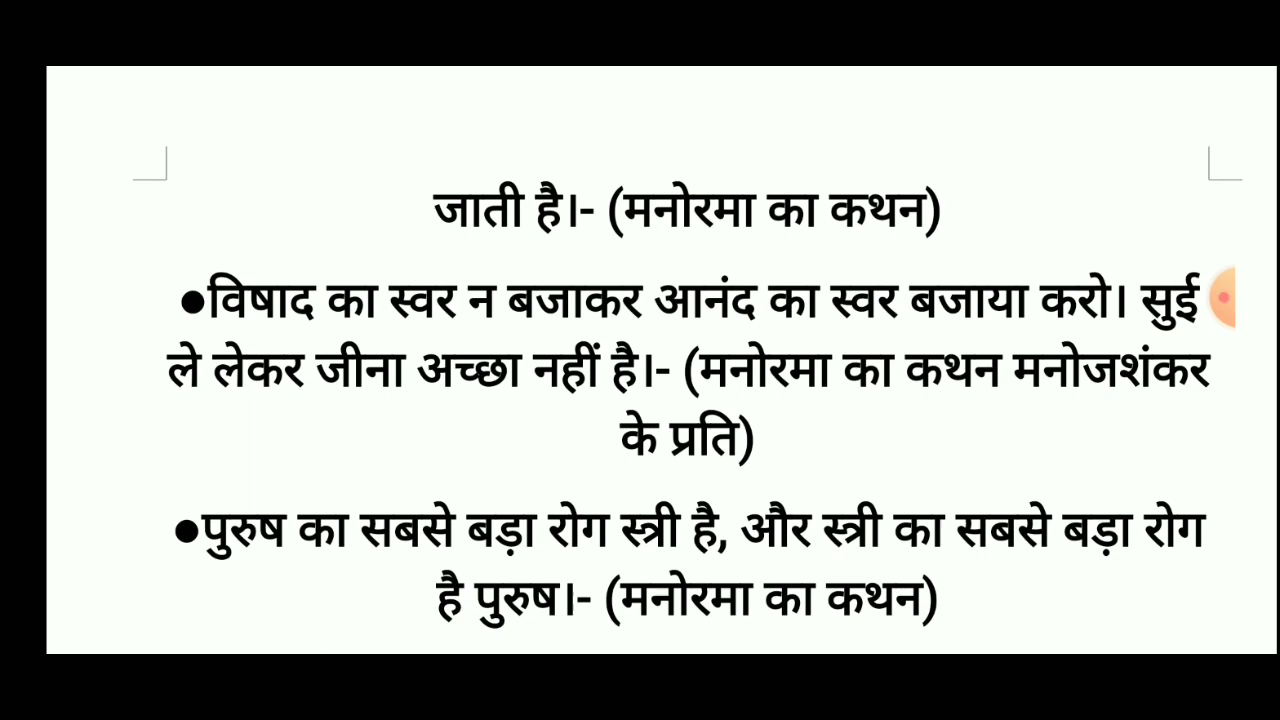 जाती है।- (मनोरमा का कथन)
●विषाद का स्वर न बजाकर आनंद का स्वर बजाया करो। सुई
ले लेकर जीना अच्छा नहीं है।- (मनोरमा का कथन मनोजशंकर
के प्रति)
●पुरुष का सबसे बड़ा रोग स्त्री है, और स्त्री का सबसे बड़ा रोग
है पुरुष।- (मनोरमा का कथन)